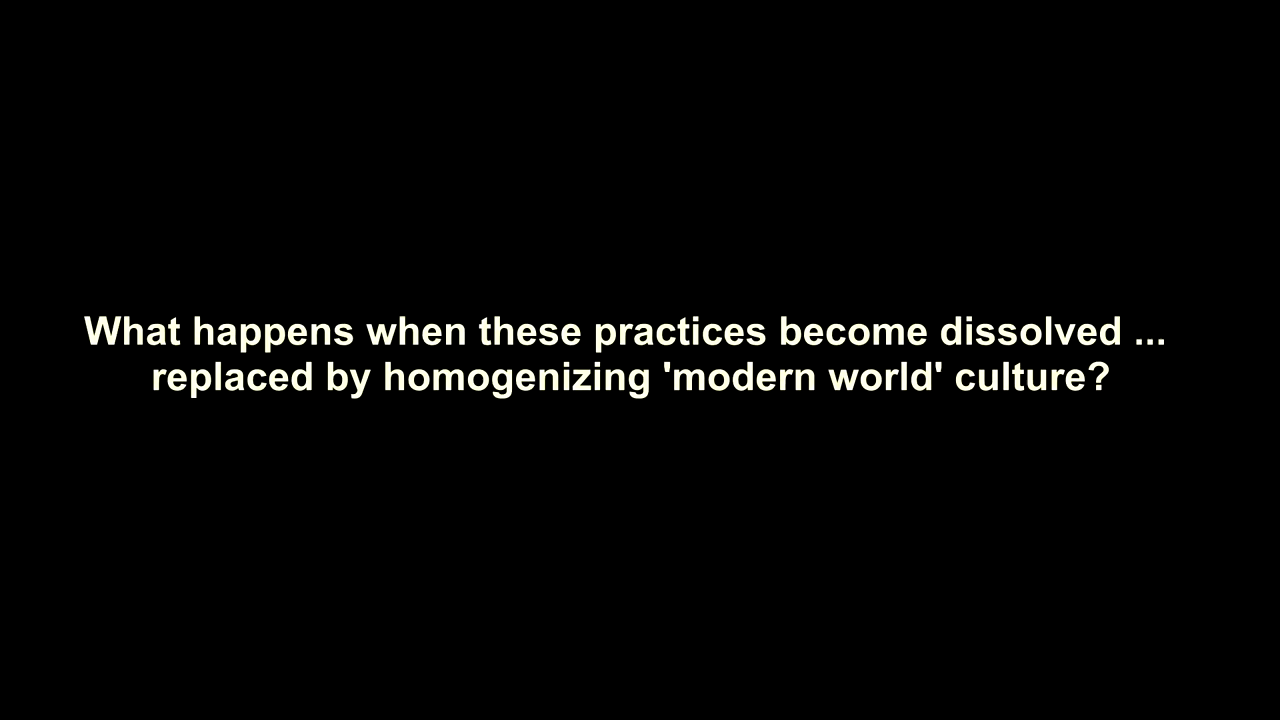 What happens when these practices become dissolved ...
replaced by homogenizing 'modern world' culture?